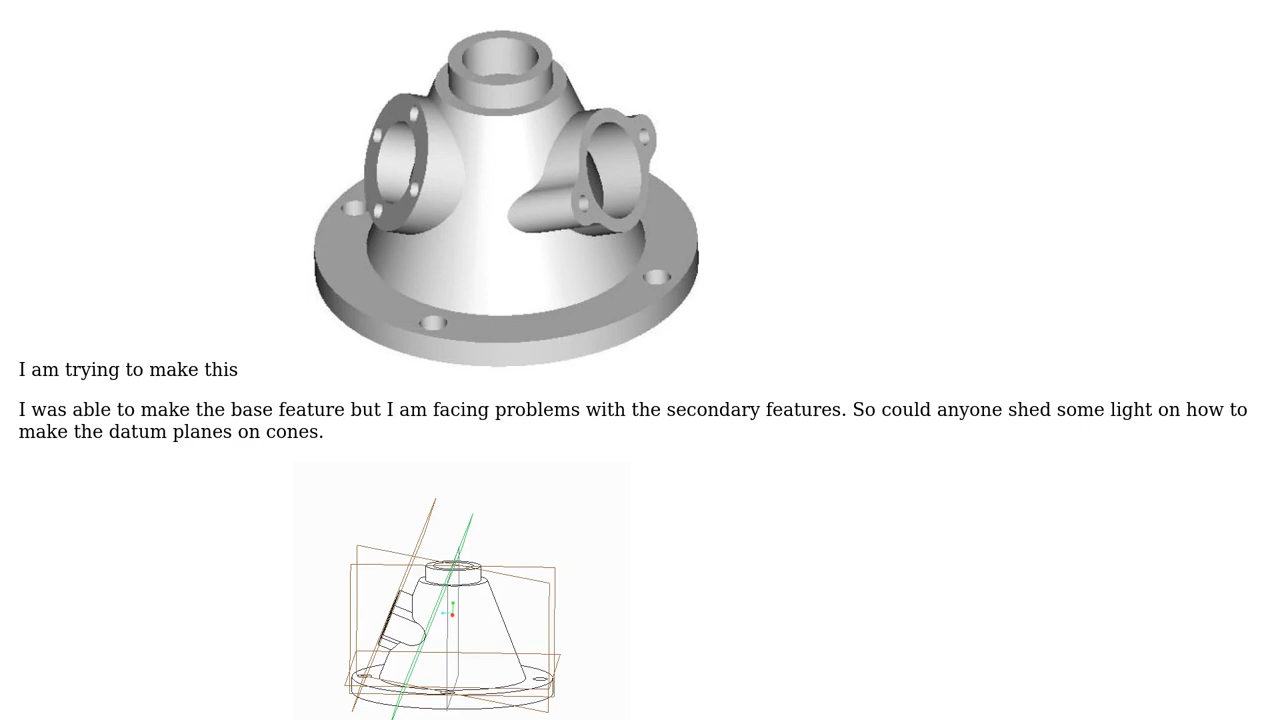 I am trying to make this
I was able to make the base feature but I am facing problems with the secondary features. So could anyone shed some light on how to
make the datum planes on cones.